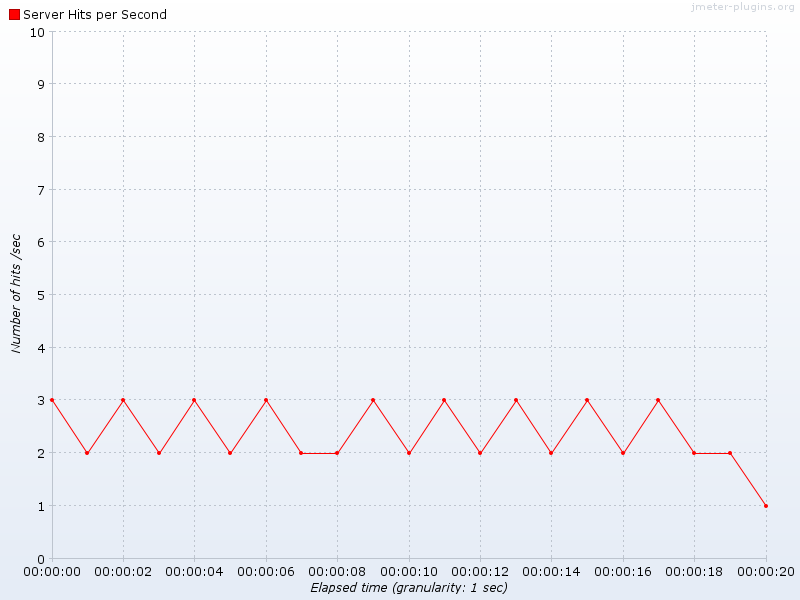 jmeter-plugins.org
Server Hits per Second
10
9
8
7
6
5
4
3
2
1
0
Number of hits /sec
00:00:00 00:00:02 00:00:04 00:00:06 00:00:08 00:00:10 00:00:12 00:00:14 00:00:16 00:00:18 00:00:20
Elapsed time (granularity: 1 sec)